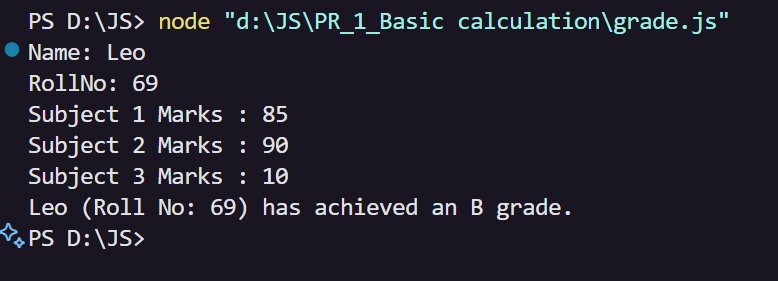 PS D:\JS> node "d:\JS\PR_1_Basic calculation\grade.js"
Name: Leo
RollNo: 69
Subject 1 Marks : 85
Subject 2 Marks : 90
Subject 3 Marks : 10
Leo (Roll No: 69) has achieved an B grade.
PS D:\JS>